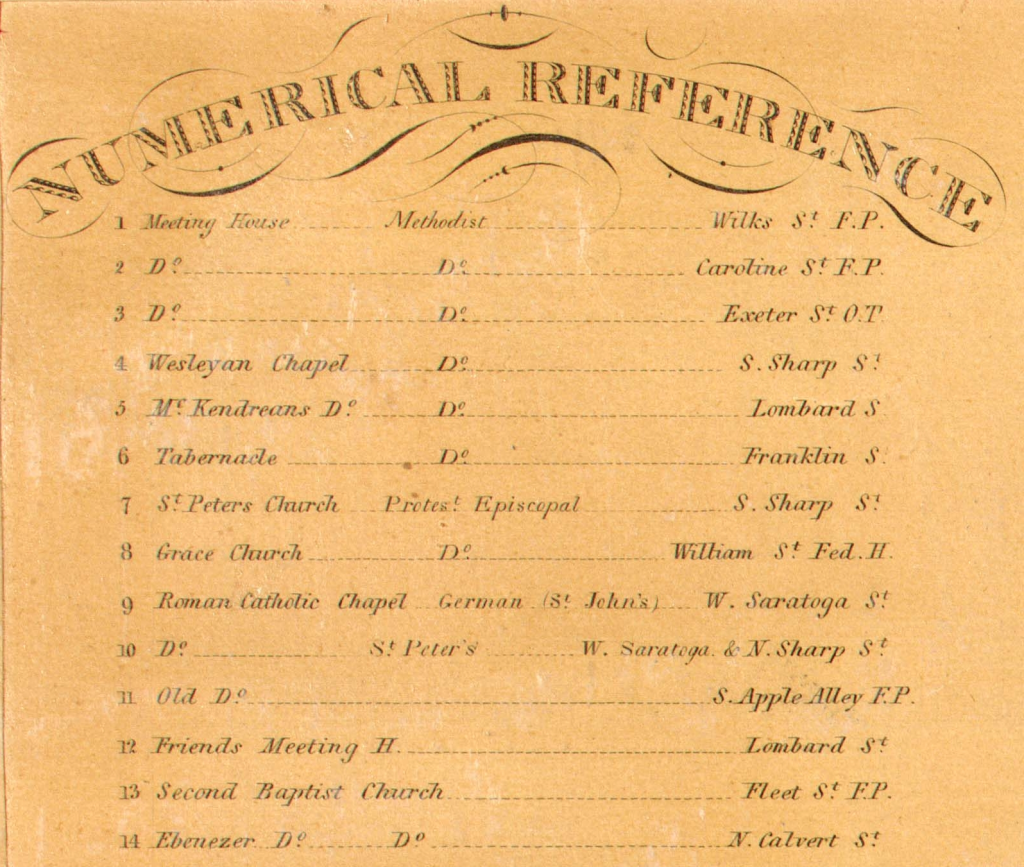 NUMERICAL REFERENCE
1 Meeting House Methodist Wilks St F.P.
2 Do. Do. Caroline St F.P.
3 Do. Do. Exeter St O.T.
4 Wesleyan Chapel Do. S. Sharp St
5 Mc Kendreans Do. Do. Lombard S.
6 Tabernacle Do. Franklin S.
7 St Peters Church Protest Episcopal S. Sharp St
8 Grace Church Do. William St Fed. H.
9 Roman Catholic Chapel German (St John's) W. Saratoga St
10 Do. St Peter's W. Saratoga & N. Sharp St
11 Old Do. S. Apple Alley F.P.
12 Friends Meeting H. Lombard St
13 Second Baptist Church Fleet St F.P.
14 Ebenezer Do. Do. N. Calvert St